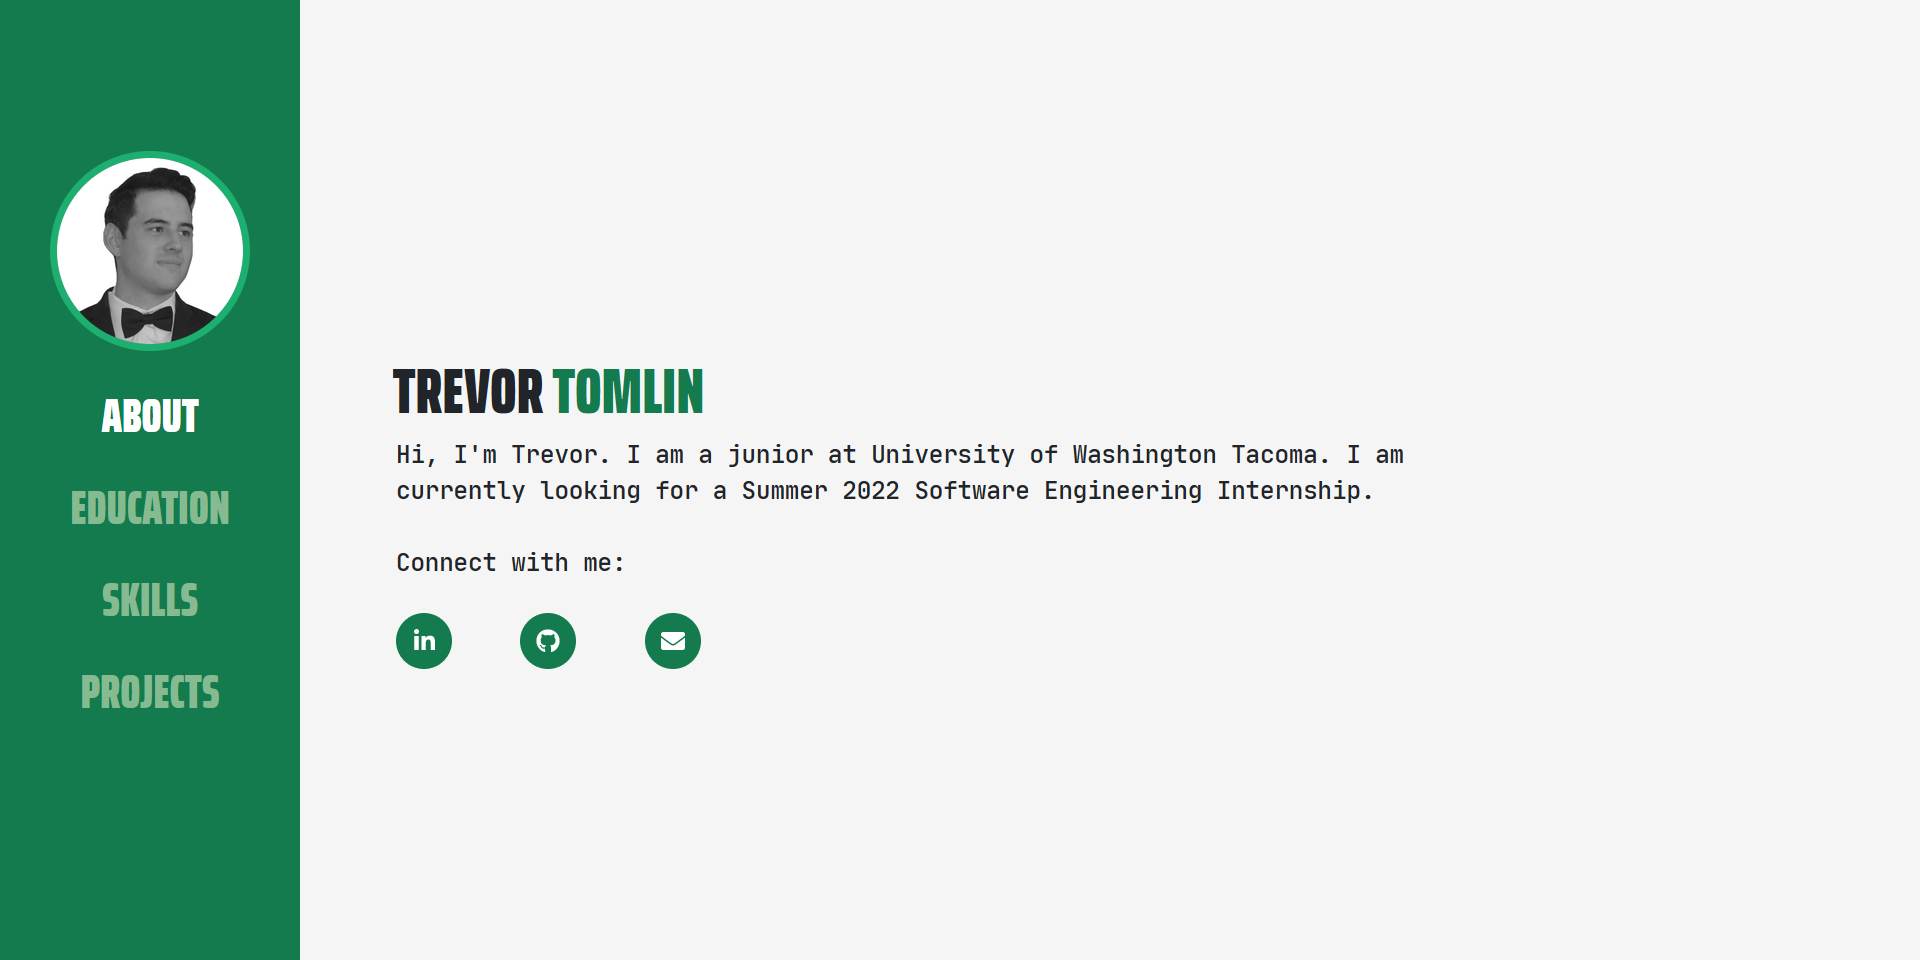 ABOUT
EDUCATION
SKILLS
PROJECTS
TREVOR TOMLIN
Hi, I'm Trevor. I am a junior at University of Washington Tacoma. I am
currently looking for a Summer 2022 Software Engineering Internship.
Connect with me:
in